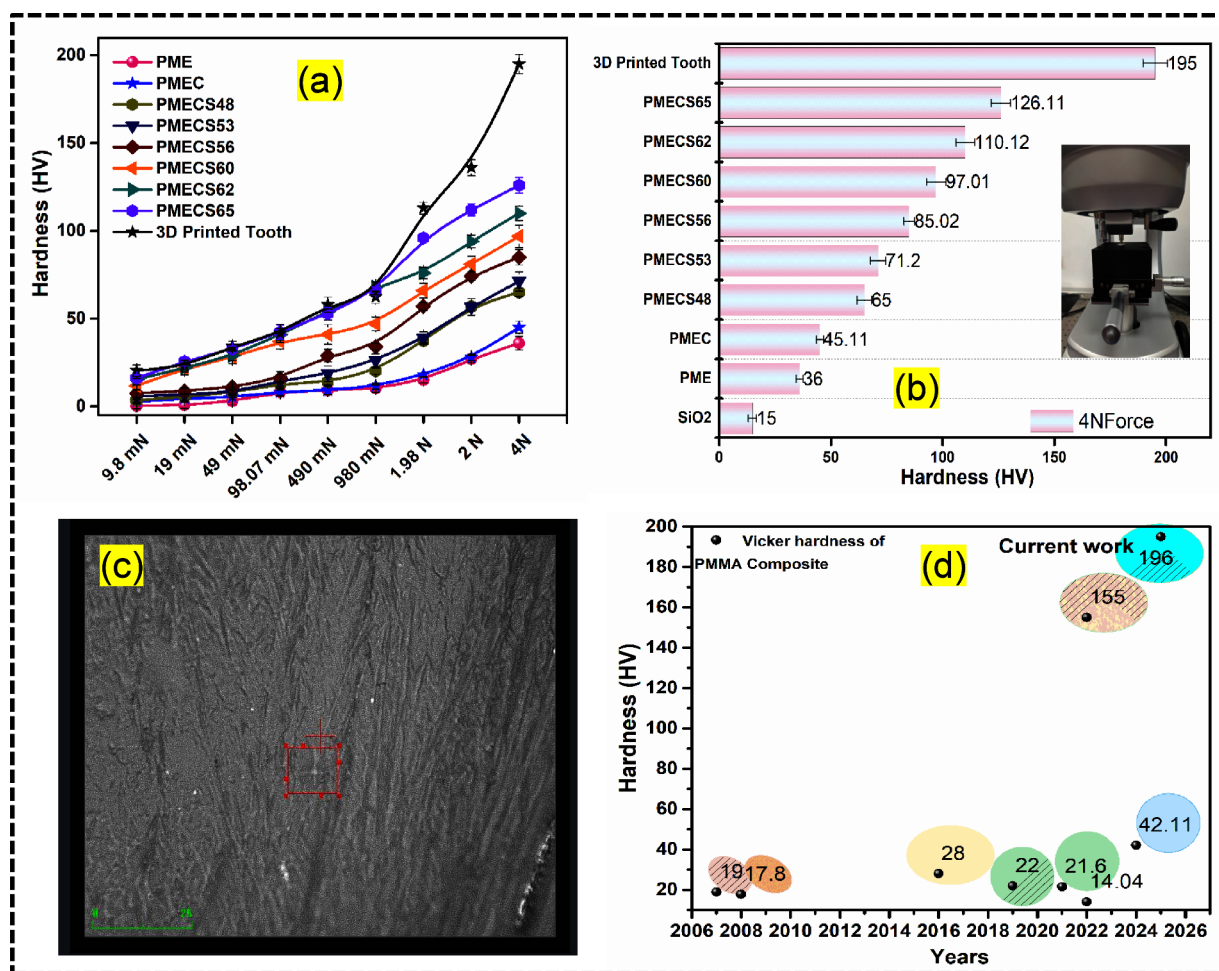 (a)
200
150
100
50
0
Hardness (HV)
PME
PMEC
PMECS48
PMECS53
PMECS56
PMECS60
PMECS62
PMECS65
3D Printed Tooth
9.8 mN
19 mN
49 mN
98.07 mN
490 mN
980 mN
1.98 N
2 N
4N
(b)
3D Printed Tooth
195
PMECS65
126.11
PMECS62
110.12
PMECS60
97.01
PMECS56
85.02
PMECS53
71.2
PMECS48
65
PMEC
45.11
PME
36
SiO2
15
4NForce
0 50 100 150 200
Hardness (HV)
(c)
(d)
Vicker hardness of
PMMA Composite
Current work
196
155
42.11
28
22
21.6
14.04
19
17.8
200
180
160
140
120
100
80
60
40
20
Hardness (HV)
2006 2008 2010 2012 2014 2016 2018 2020 2022 2024 2026
Years